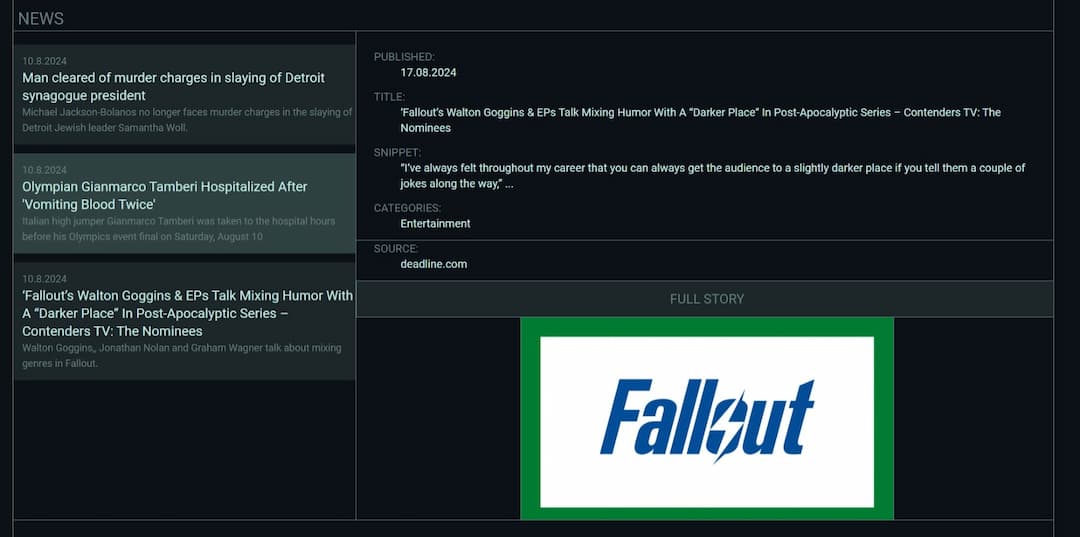 NEWS
10.8.2024
Man cleared of murder charges in slaying of Detroit
synagogue president
Michael Jackson-Bolanos no longer faces murder charges in the slaying of
Detroit Jewish leader Samantha Woll.
10.8.2024
Olympian Gianmarco Tamberi Hospitalized After
'Vomiting Blood Twice'
Italian high jumper Gianmarco Tamberi was taken to the hospital hours
before his Olympics event final on Saturday, August 10
10.8.2024
‘Fallout’s Walton Goggins & EPs Talk Mixing Humor With
A “Darker Place” In Post-Apocalyptic Series –
Contenders TV: The Nominees
Walton Goggins,, Jonathan Nolan and Graham Wagner talk about mixing
genres in Fallout.
PUBLISHED:
17.08.2024
TITLE:
‘Fallout’s Walton Goggins & EPs Talk Mixing Humor With A “Darker Place” In Post-Apocalyptic Series – Contenders TV: The
Nominees
SNIPPET:
“I’ve always felt throughout my career that you can always get the audience to a slightly darker place if you tell them a couple of
jokes along the way,” ...
CATEGORIES:
Entertainment
SOURCE:
deadline.com
FULL STORY
Fallout